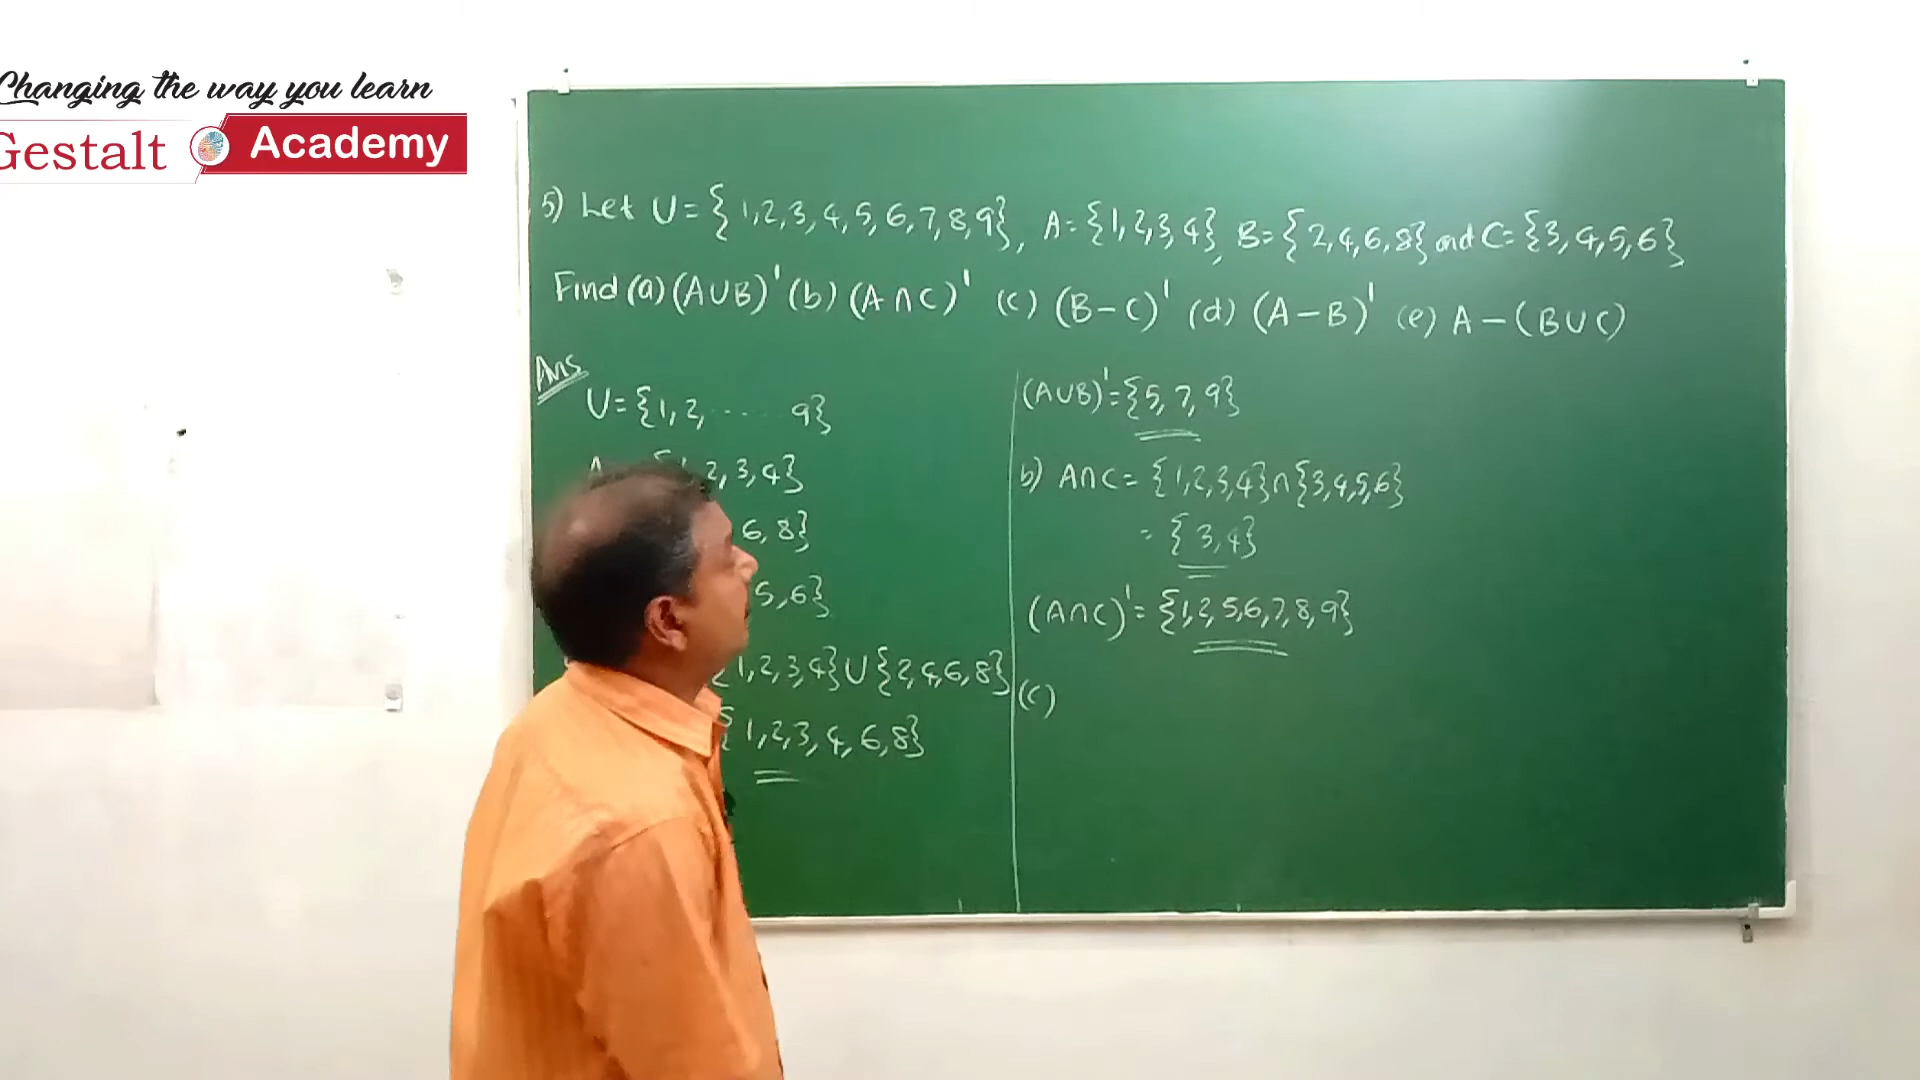 Changing the way you learn
Gestalt Academy
5) Let U = { 1,2,3,4,5,6,7,8,9}, A = {1,2,3,4}, B = { 2,4,6,8} and C = {3,4,5,6}
Find (a) (A∪B)' (b) (A∩C)' (c) (B-C)' (d) (A-B)' (e) A-(B∪C)
Ans
U = {1,2, ..... 9}
{1,2,3,4}
6,8}
5,6}
{1,2,3,4} ∪ {2,4,6,8}
{1,2,3,4,6,8}
(A∪B)' = {5,7,9}
b) A∩C = {1,2,3,4} ∩ {3,4,5,6}
= { 3,4}
(A∩C)' = {1,2,5,6,7,8,9}
(c)